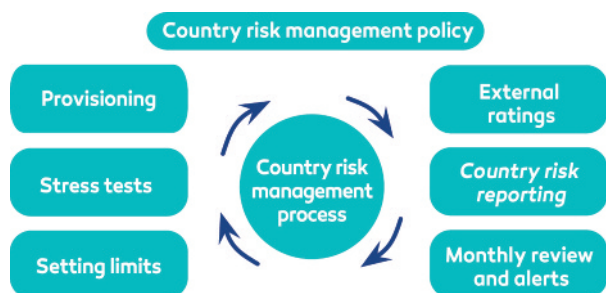 Country risk management policy
Provisioning
Stress tests
Setting limits
Country risk
management
process
External
ratings
Country risk
reporting
Monthly review
and alerts